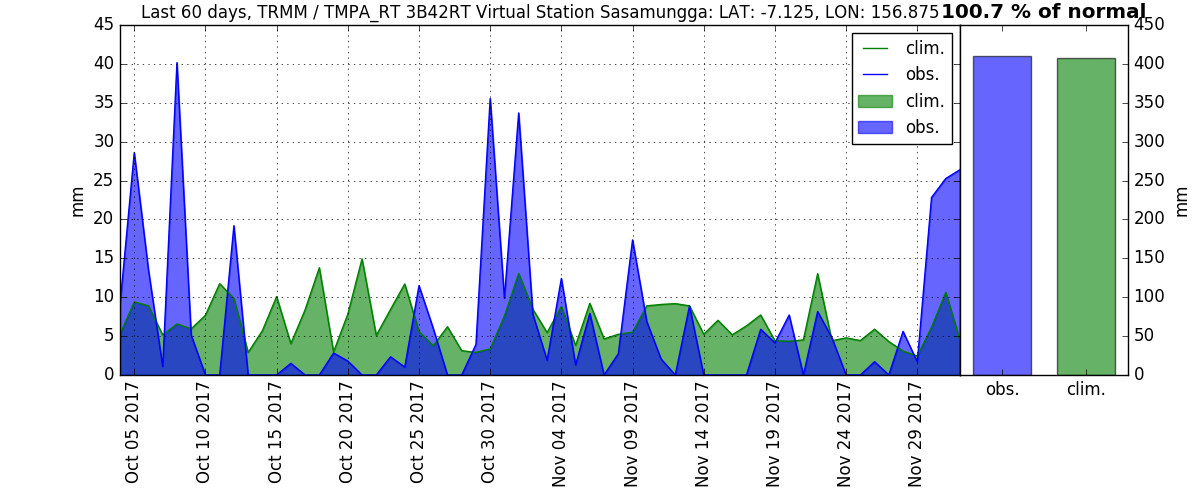 Last 60 days, TRMM / TMPA_RT 3B42RT Virtual Station Sasamungga: LAT: -7.125, LON: 156.875
100.7 % of normal
mm
45
40
35
30
25
20
15
10
5
0
clim.
obs.
clim.
obs.
450
400
350
300
250
200
150
100
50
0
mm
Oct 05 2017
Oct 10 2017
Oct 15 2017
Oct 20 2017
Oct 25 2017
Oct 30 2017
Nov 04 2017
Nov 09 2017
Nov 14 2017
Nov 19 2017
Nov 24 2017
Nov 29 2017
obs.
clim.